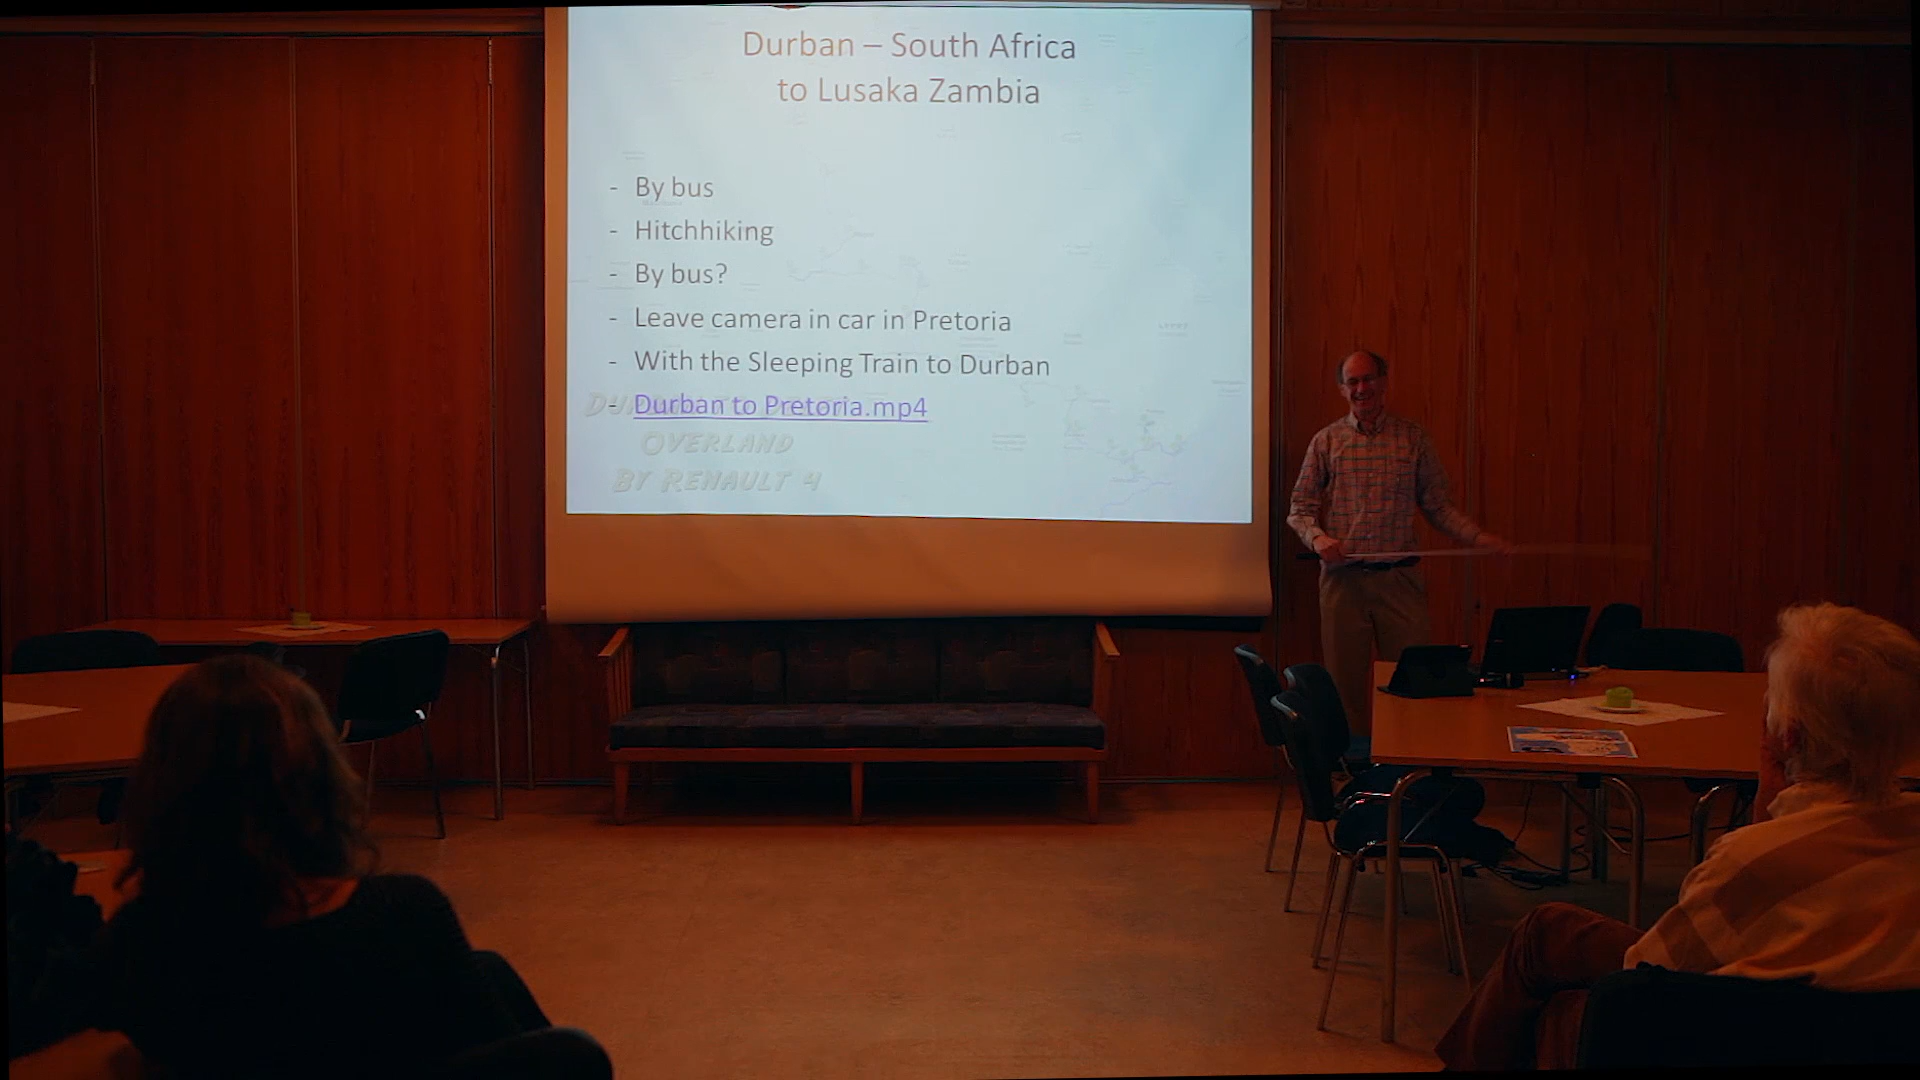 Durban – South Africa
to Lusaka Zambia
- By bus
- Hitchhiking
- By bus?
- Leave camera in car in Pretoria
- With the Sleeping Train to Durban
- Durban to Pretoria.mp4
OVERLAND
BY RENAULT 4